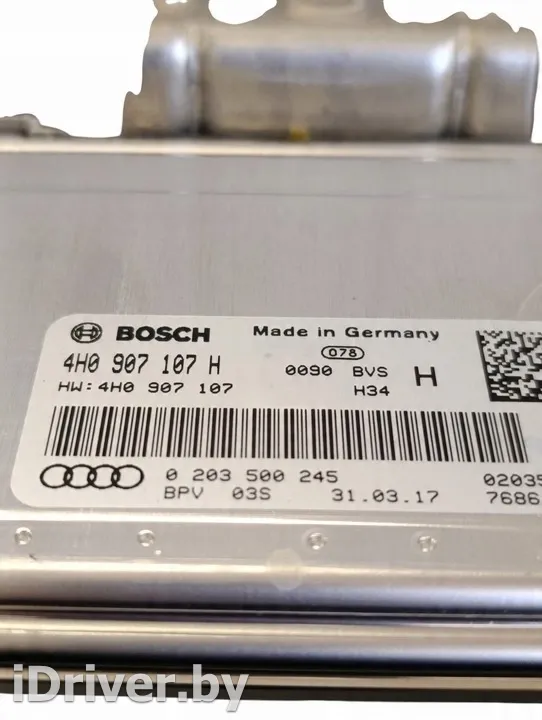 BOSCH Made in Germany
4H0 907 107 H 078
HW:4H0 907 107 0090 BVS H
H34
0 203 500 245 02035
BPV 03S 31.03.17 7686
iDriver.by